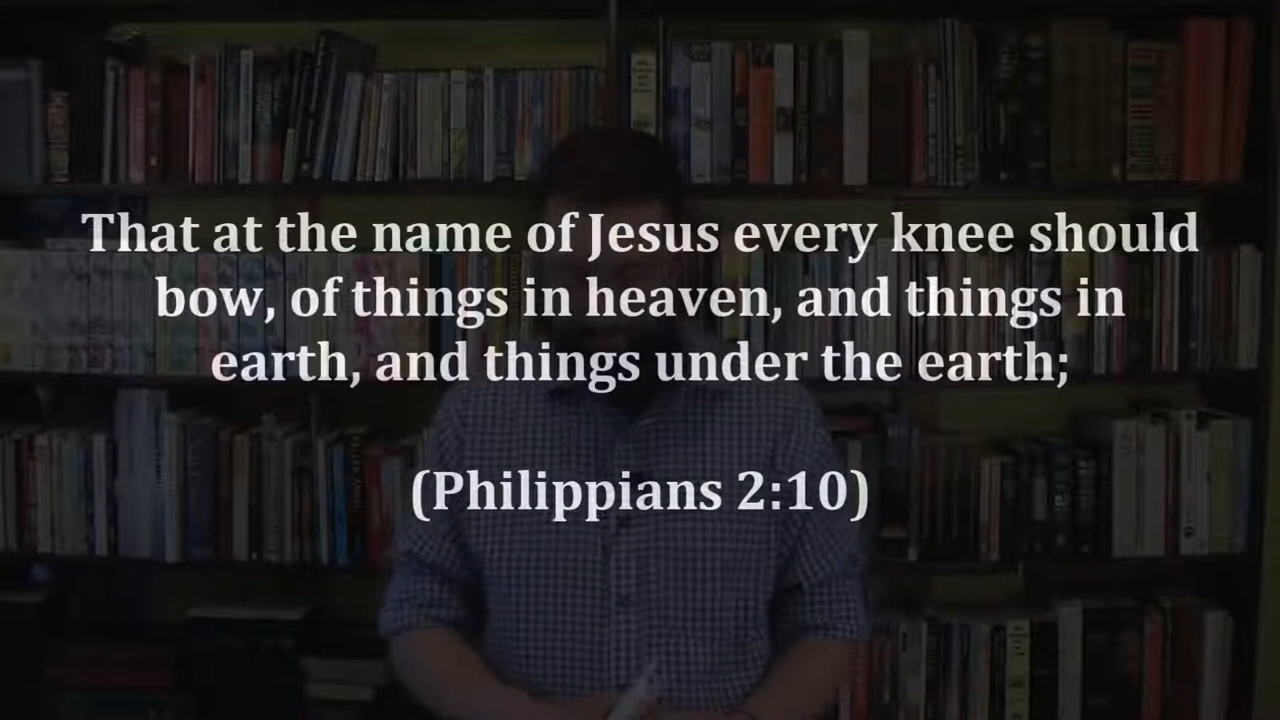 That at the name of Jesus every knee should
bow, of things in heaven, and things in
earth, and things under the earth;
(Philippians 2:10)